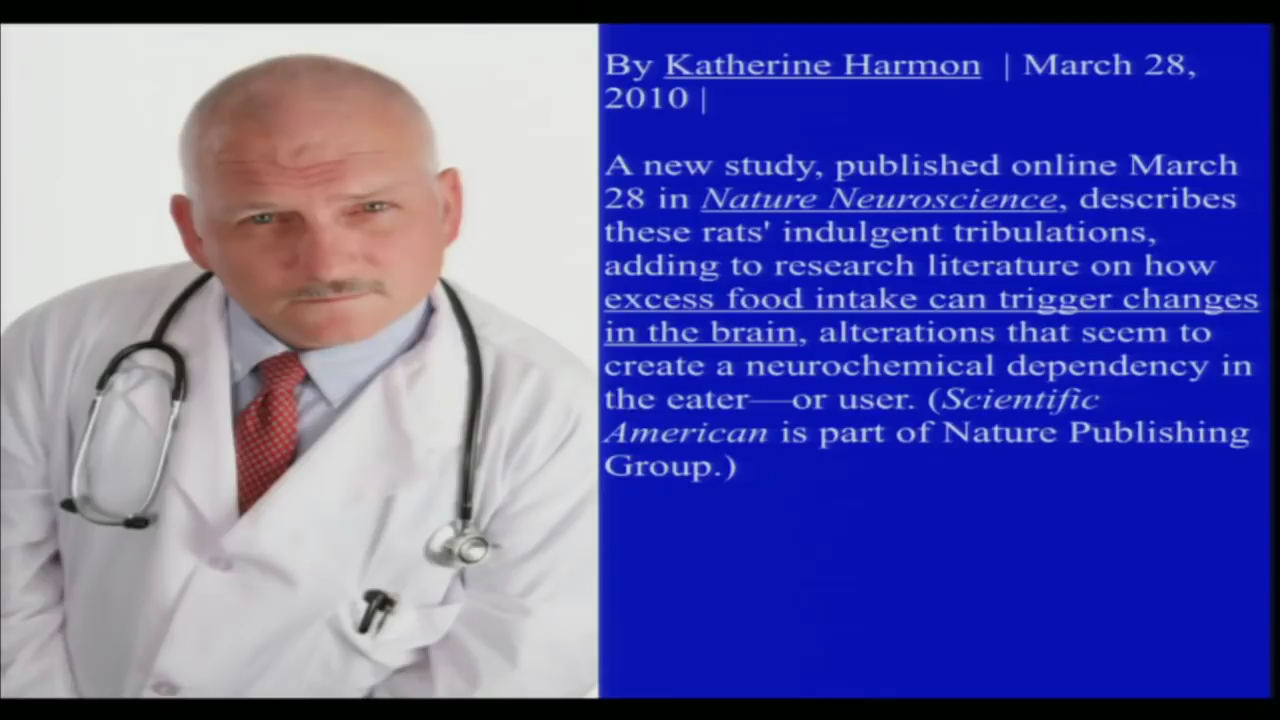 By Katherine Harmon | March 28,
2010 |
A new study, published online March
28 in Nature Neuroscience, describes
these rats' indulgent tribulations,
adding to research literature on how
excess food intake can trigger changes
in the brain, alterations that seem to
create a neurochemical dependency in
the eater—or user. (Scientific
American is part of Nature Publishing
Group.)